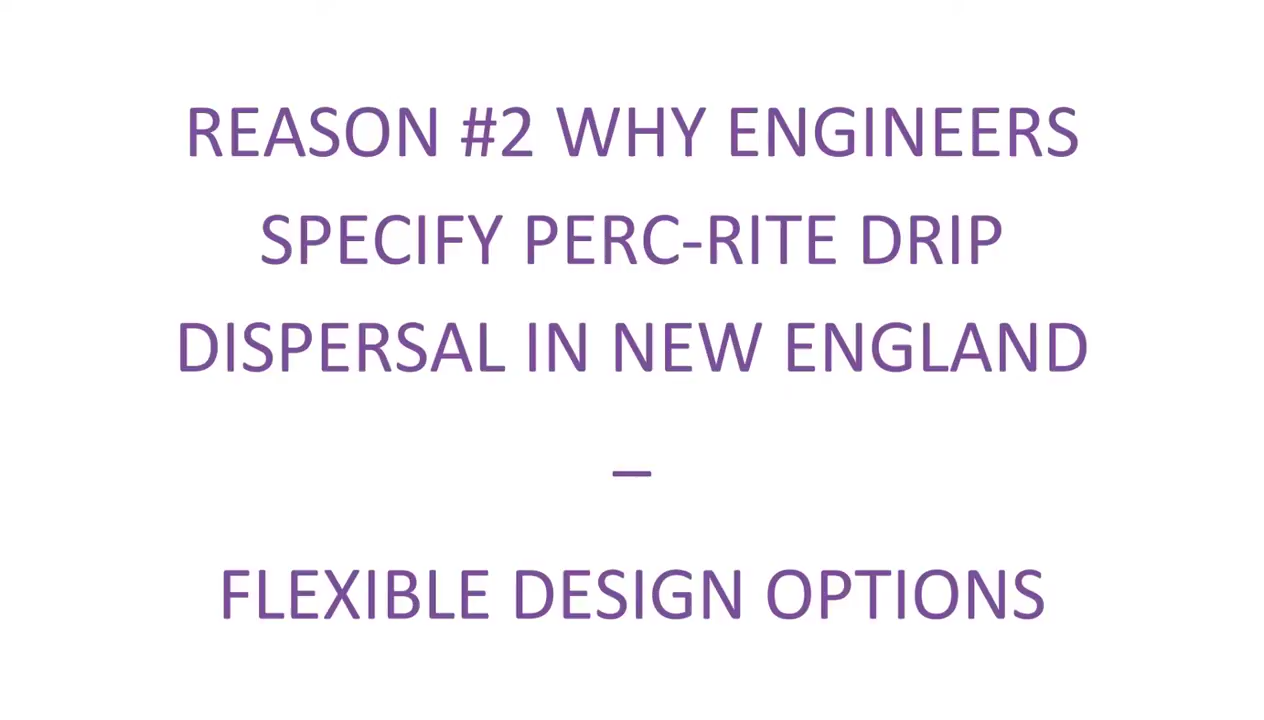 REASON #2 WHY ENGINEERS
SPECIFY PERC-RITE DRIP
DISPERSAL IN NEW ENGLAND
–
FLEXIBLE DESIGN OPTIONS